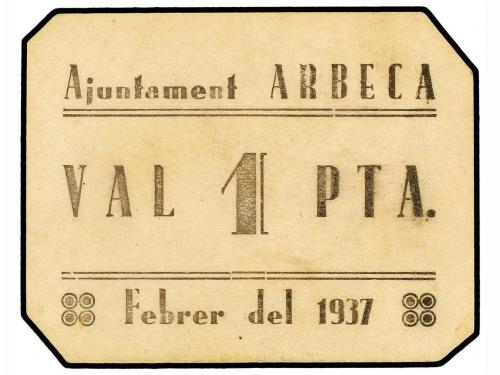 Ajuntament ARBECA
VAL 1 PTA.
Febrer del 1937